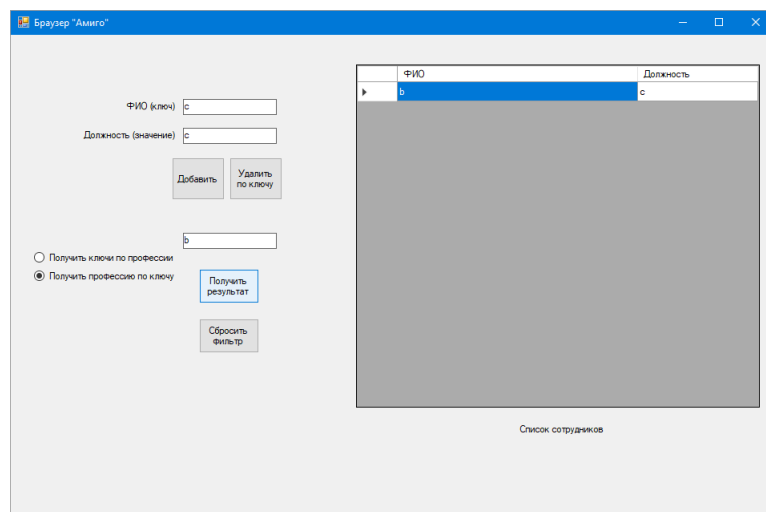 Браузер "Амиго"
ФИО (ключ) c
Должность (значение) c
Добавить
Удалить
по ключу
b
Получить ключи по профессии
Получить профессию по ключу
Получить
результат
Сбросить
фильтр
ФИО Должность
b c
Список сотрудников